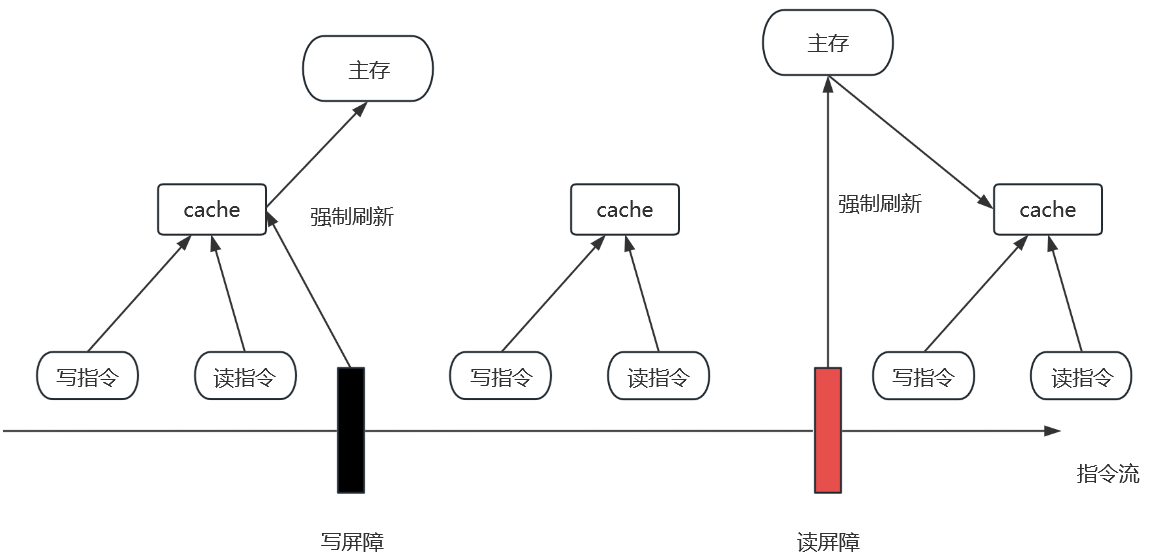 主存
主存
cache
强制刷新
cache
强制刷新
cache
写指令
读指令
写指令
读指令
写指令
读指令
指令流
写屏障
读屏障